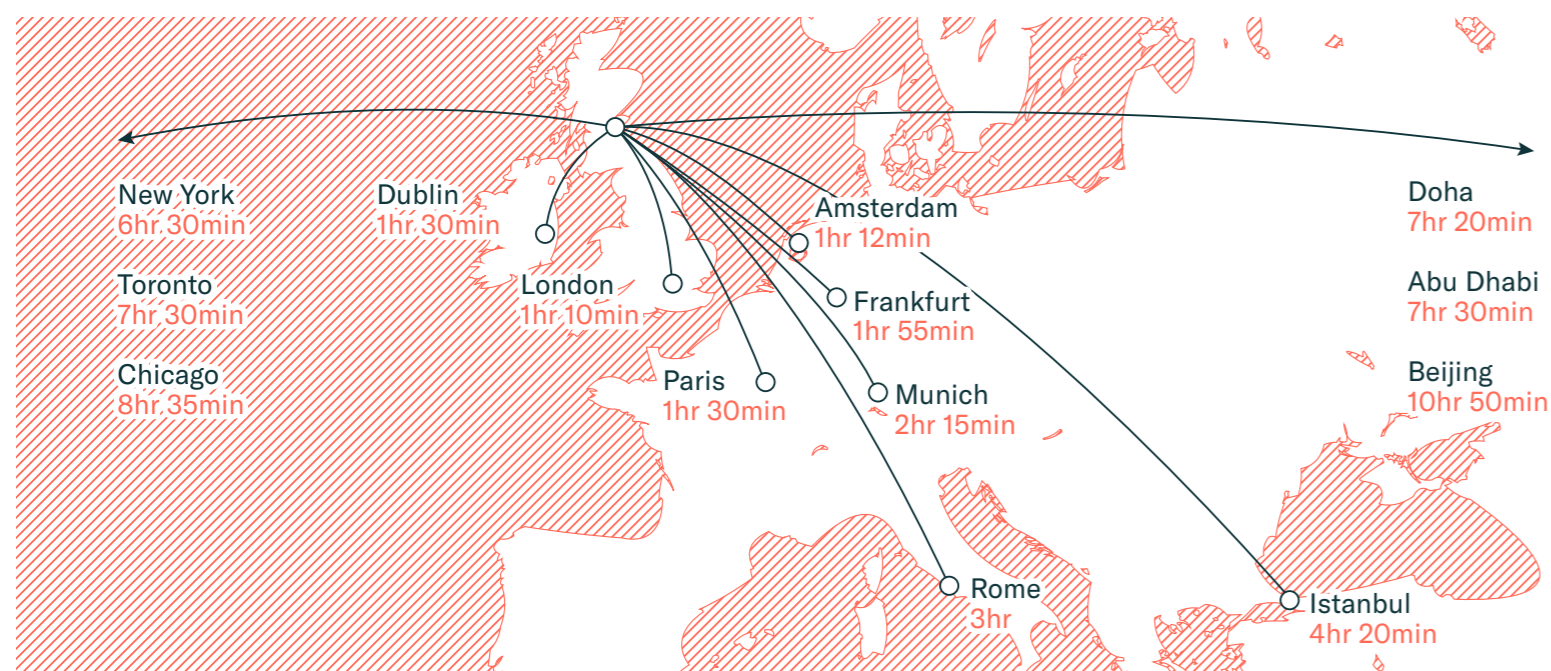 New York
6hr 30min
Toronto
7hr 30min
Chicago
8hr 35min
Dublin
1hr 30min
London
1hr 10min
Paris
1hr 30min
Amsterdam
1hr 12min
Frankfurt
1hr 55min
Munich
2hr 15min
Rome
3hr
Istanbul
4hr 20min
Doha
7hr 20min
Abu Dhabi
7hr 30min
Beijing
10hr 50min